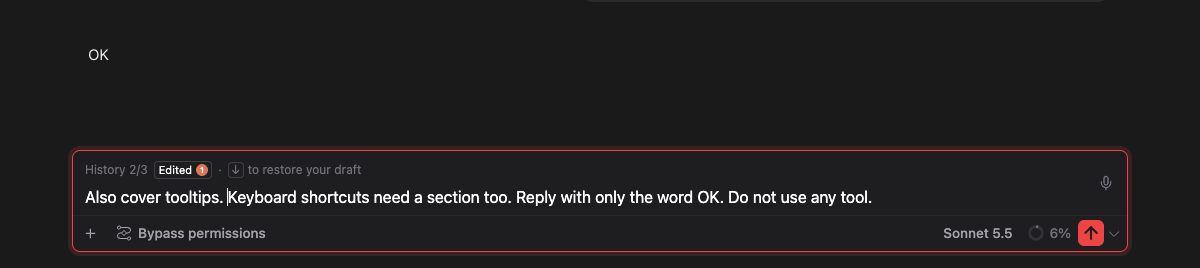 OK
History 2/3 Edited 1 · ↓ to restore your draft
Also cover tooltips. Keyboard shortcuts need a section too. Reply with only the word OK. Do not use any tool.
+ Bypass permissions Sonnet 5.5 6%